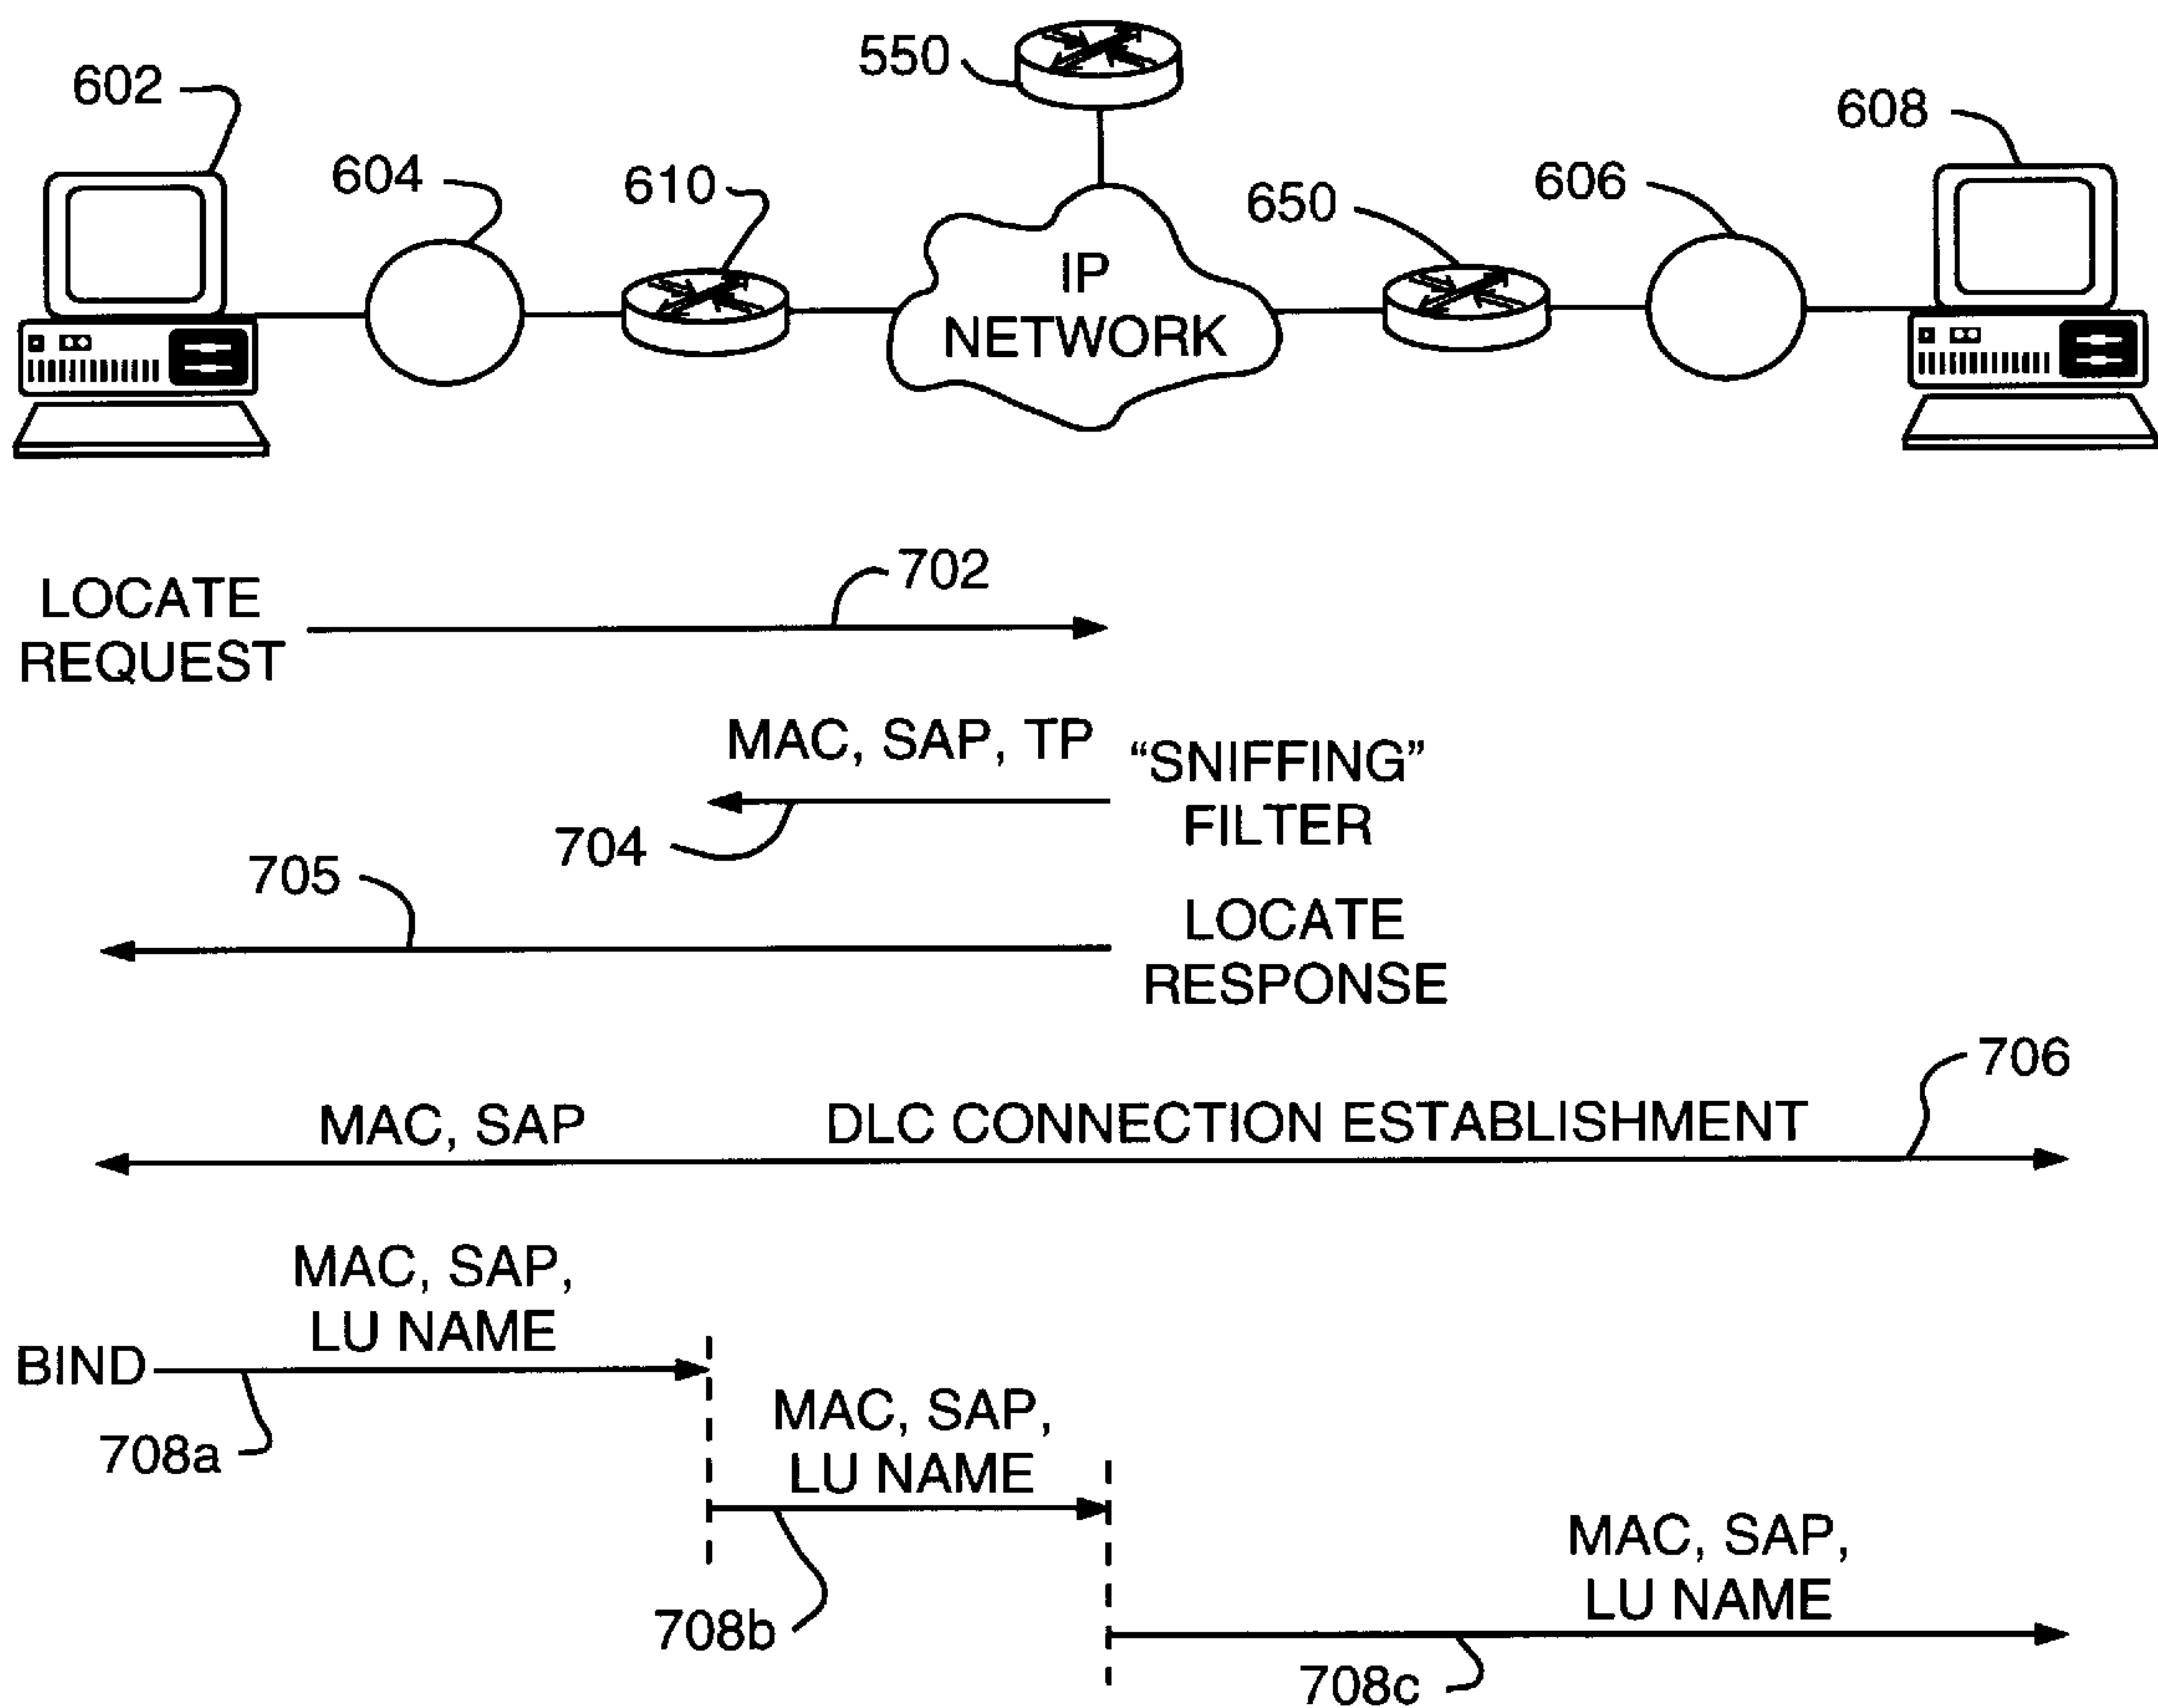 550
602
608
604
610
650
606
IP
NETWORK
702
LOCATE
REQUEST
MAC, SAP, TP
“SNIFFING”
FILTER
704
705
LOCATE
RESPONSE
706
MAC, SAP
DLC CONNECTION ESTABLISHMENT
MAC, SAP,
LU NAME
BIND
708a
MAC, SAP,
LU NAME
708b
MAC, SAP,
LU NAME
708c